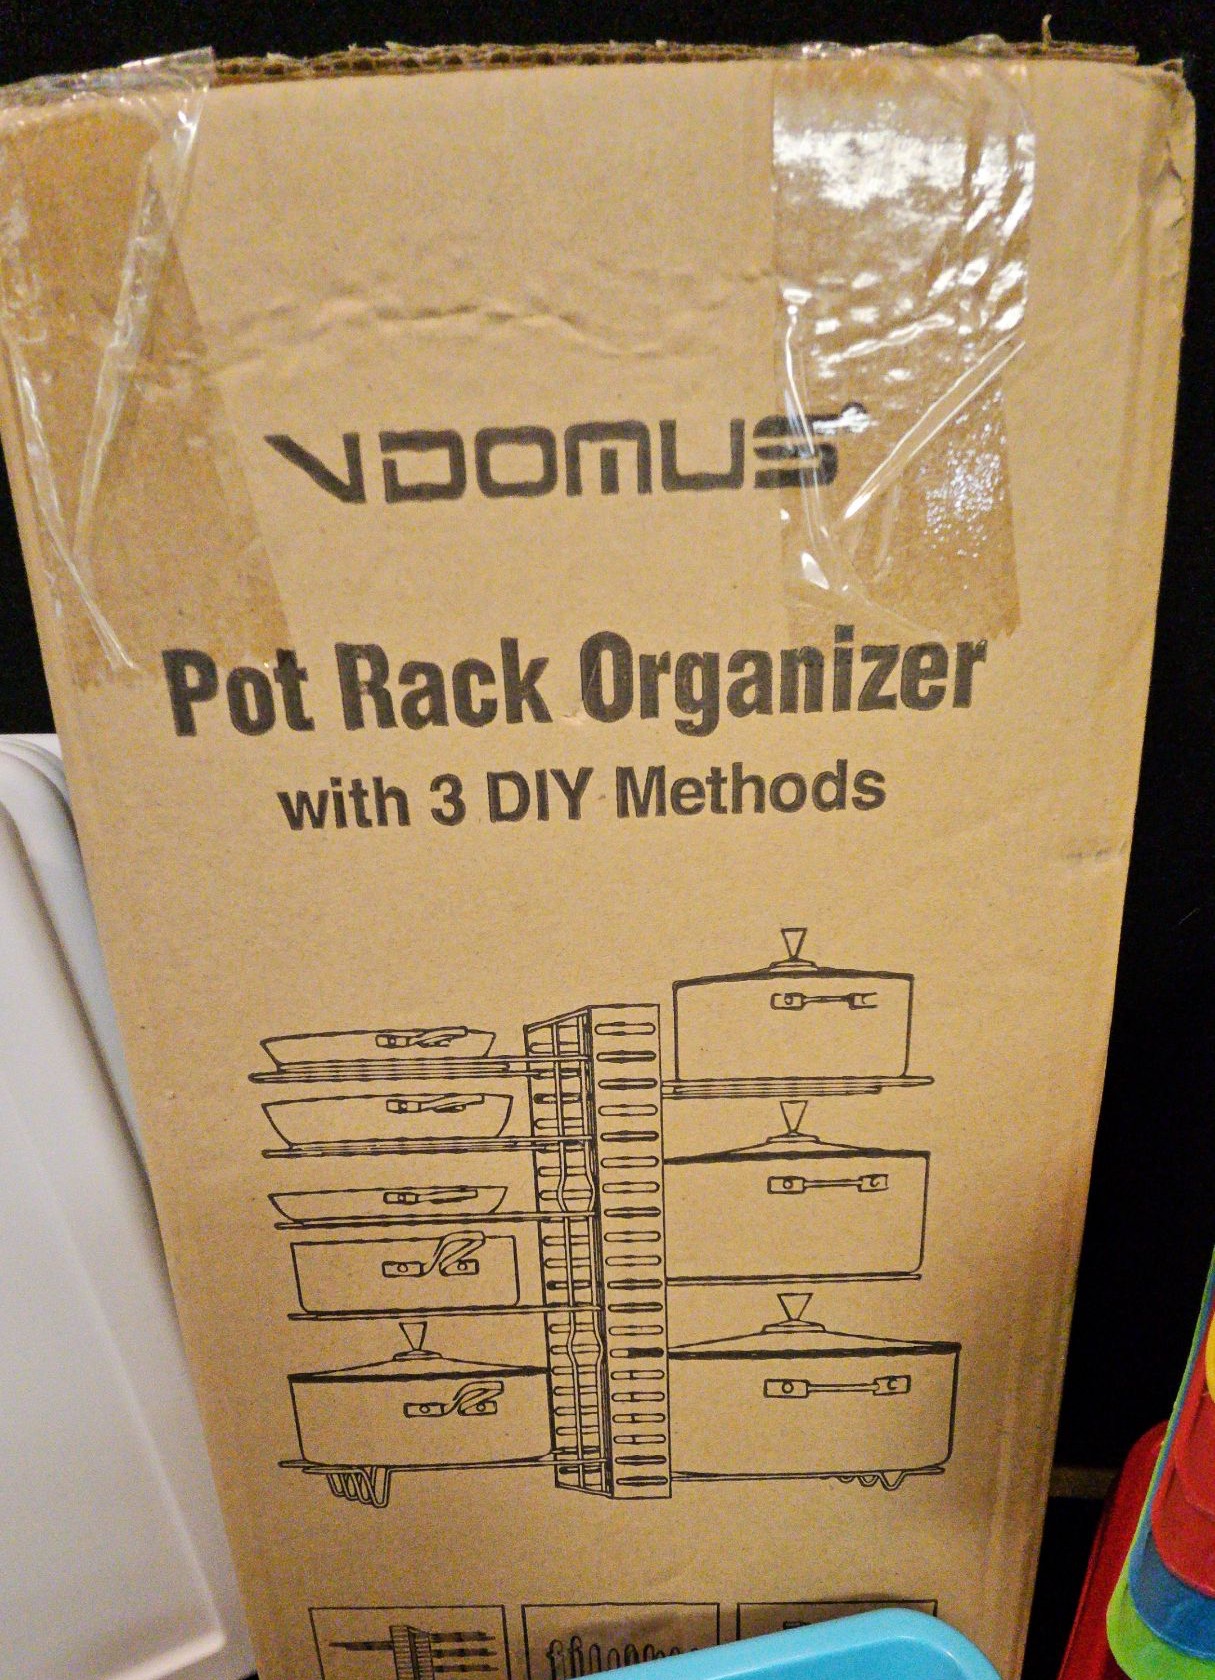 VDOMUS
Pot Rack Organizer
with 3 DIY Methods